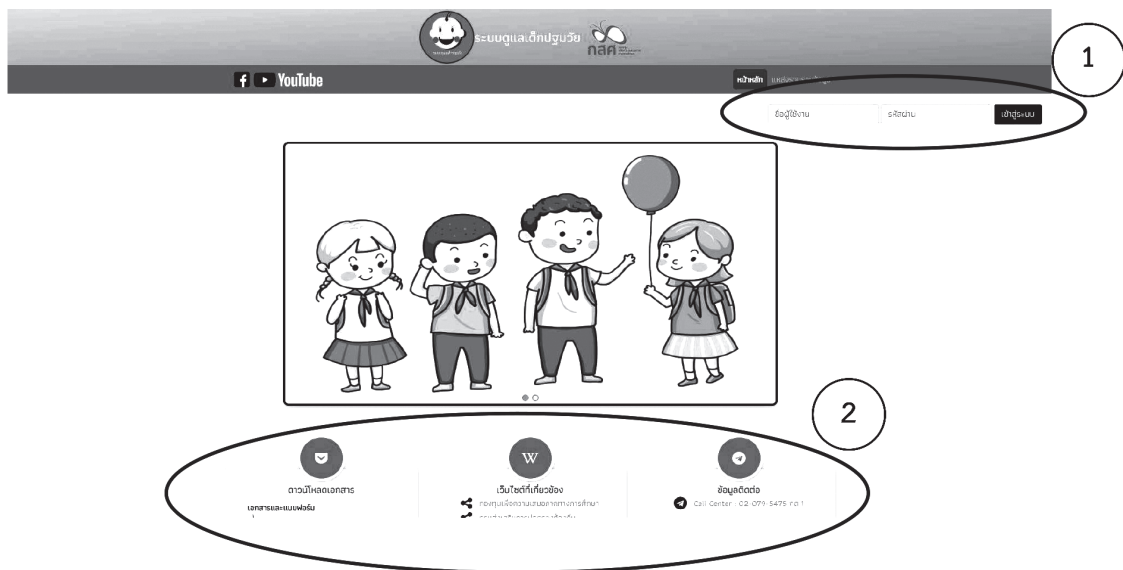 ระบบดูแลเด็กปฐมวัย กสศ
YouTube
หน้าหลัก
1
ชื่อผู้ใช้งาน รหัสผ่าน เข้าสู่ระบบ
2
ดาวน์โหลดเอกสาร เว็บไซต์ที่เกี่ยวข้อง ข้อมูลติดต่อ
เอกสารและแบบฟอร์ม กองทุนเพื่อความเสมอภาคทางการศึกษา Call Center : 02-079-5475 กด 1